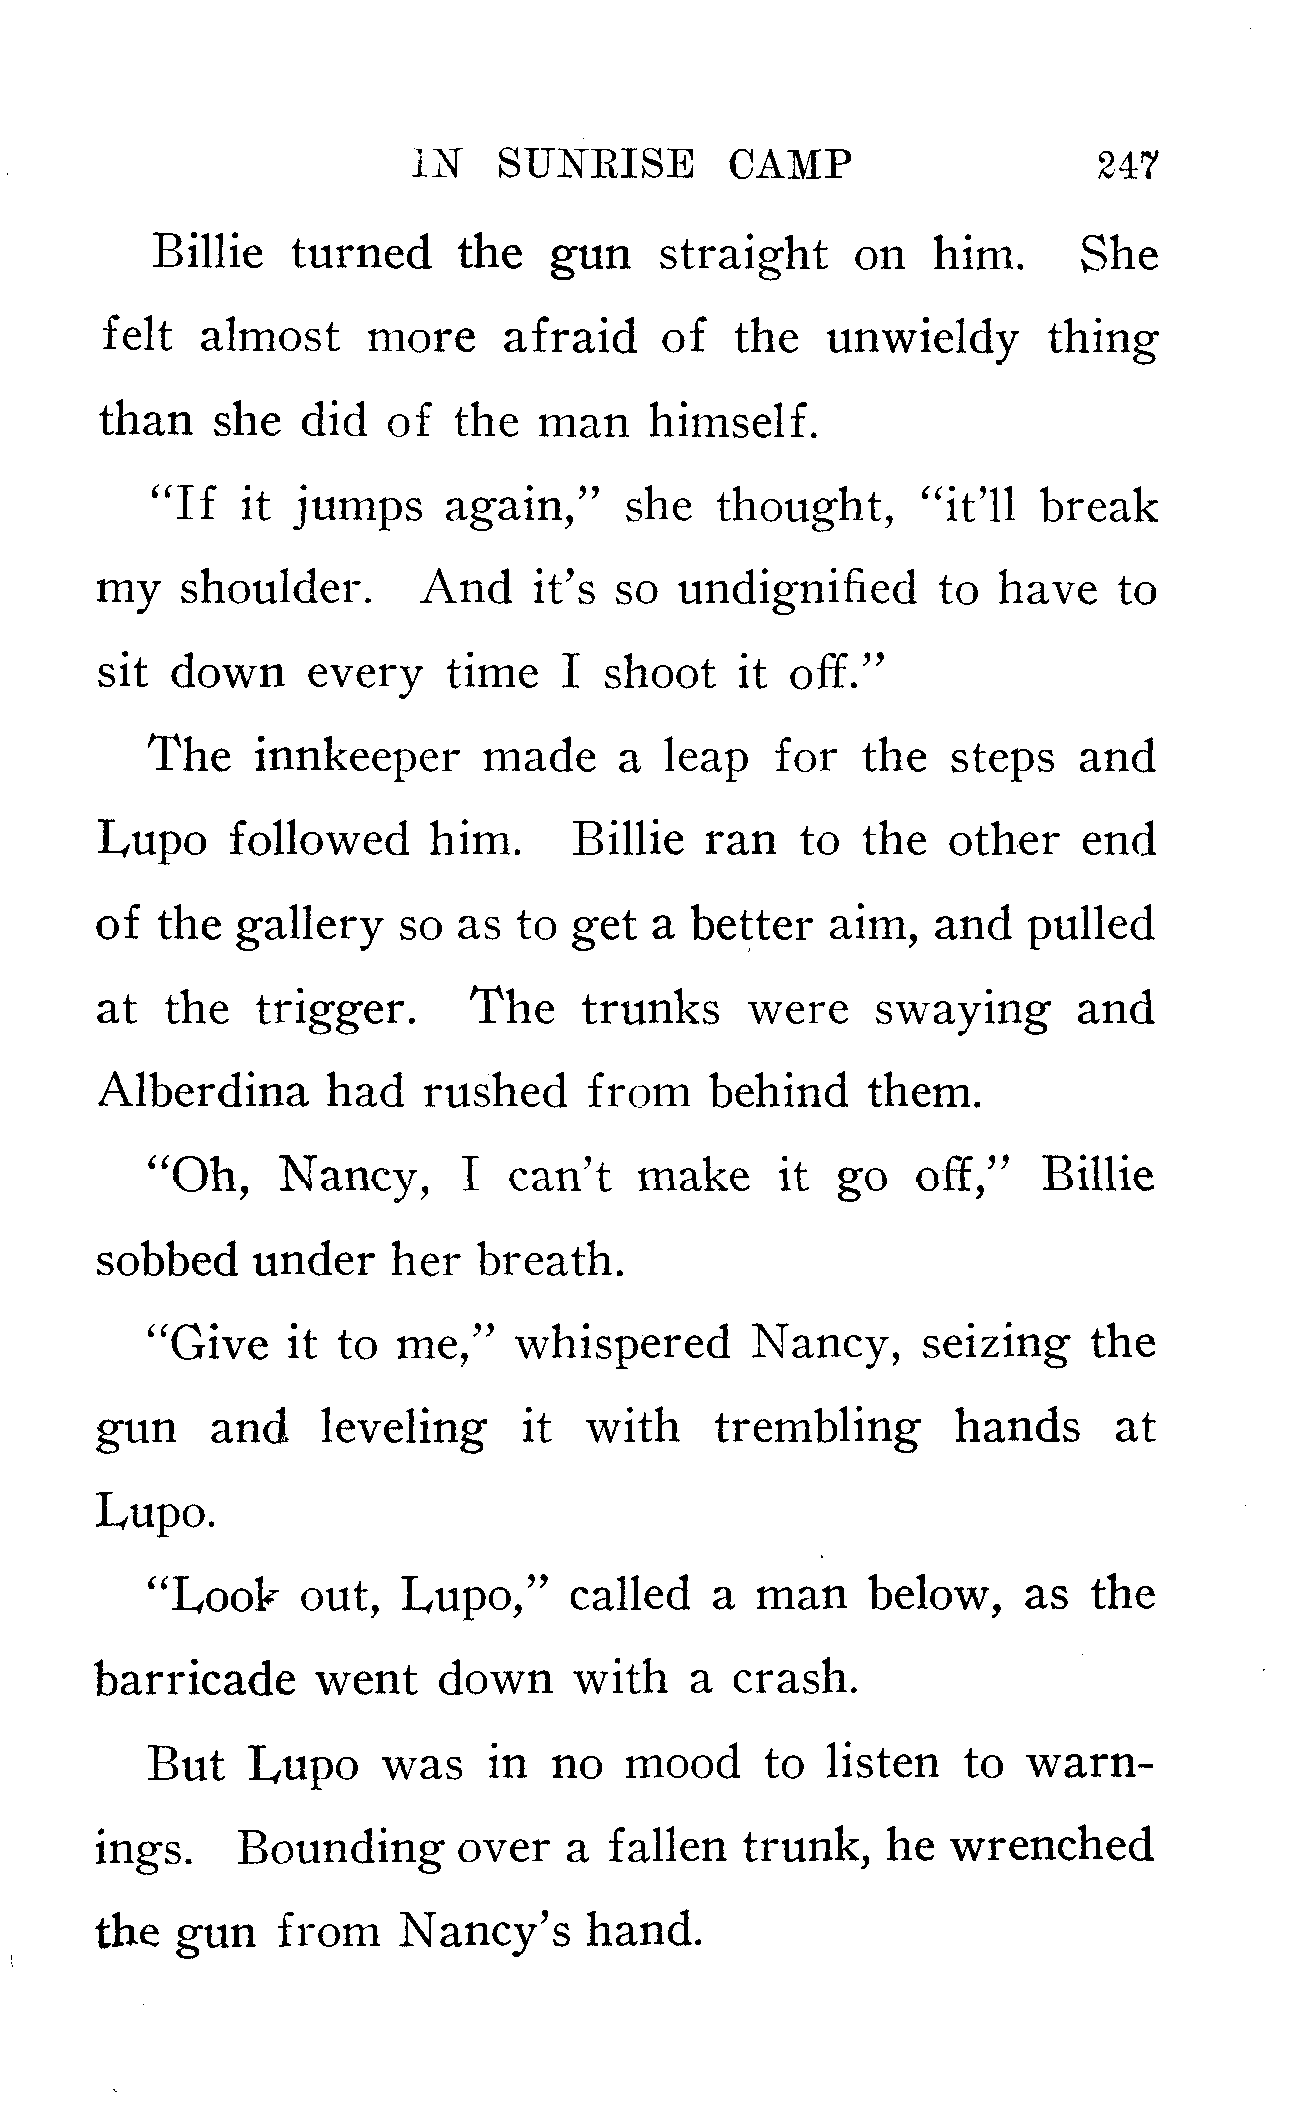 IN SUNRISE CAMP 247
Billie turned the gun straight on him. She
felt almost more afraid of the unwieldy thing
than she did of the man himself.
“If it jumps again,” she thought, “it’ll break
my shoulder. And it’s so undignified to have to
sit down every time I shoot it off.”
The innkeeper made a leap for the steps and
Lupo followed him. Billie ran to the other end
of the gallery so as to get a better aim, and pulled
at the trigger. The trunks were swaying and
Alberdina had rushed from behind them.
“Oh, Nancy, I can’t make it go off,” Billie
sobbed under her breath.
“Give it to me,” whispered Nancy, seizing the
gun and leveling it with trembling hands at
Lupo.
“Look out, Lupo,” called a man below, as the
barricade went down with a crash.
But Lupo was in no mood to listen to warn-
ings. Bounding over a fallen trunk, he wrenched
the gun from Nancy’s hand.